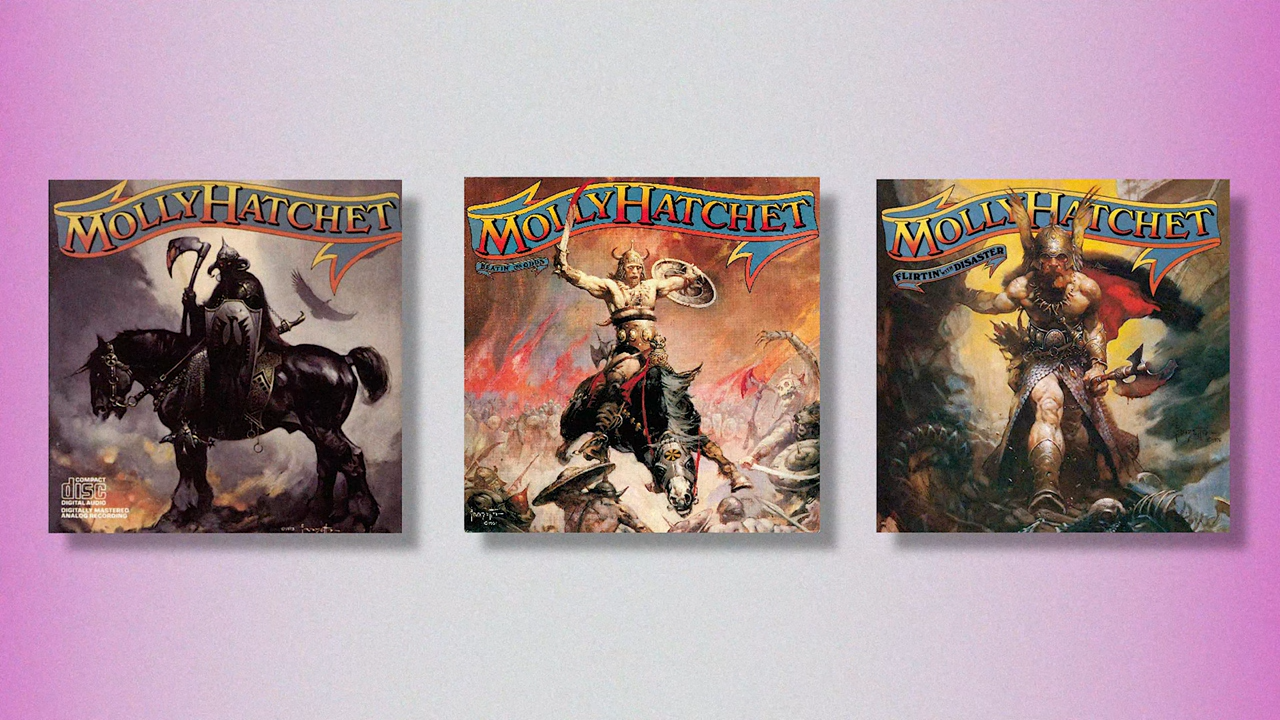 MOLLY HATCHET
COMPACT
disc
DIGITAL AUDIO
DIGITALLY MASTERED
ANALOG RECORDING
MOLLY HATCHET
BEATIN' THE ODDS
MOLLY HATCHET
FLIRTIN' WITH DISASTER